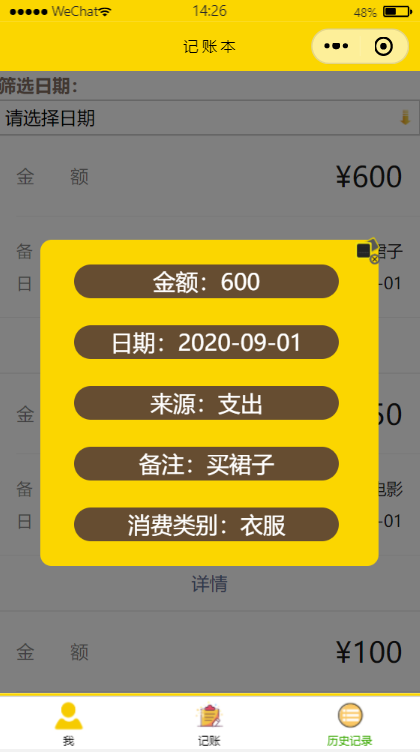 WeChat 14:26 48%
记账本
筛选日期：
请选择日期
金 额 ¥600
备 裙子
日 -01
金额：600
日期：2020-09-01
来源：支出
备注：买裙子
消费类别：衣服
金 50
备 电影
日 -01
详情
金 额 ¥100
我 记账 历史记录